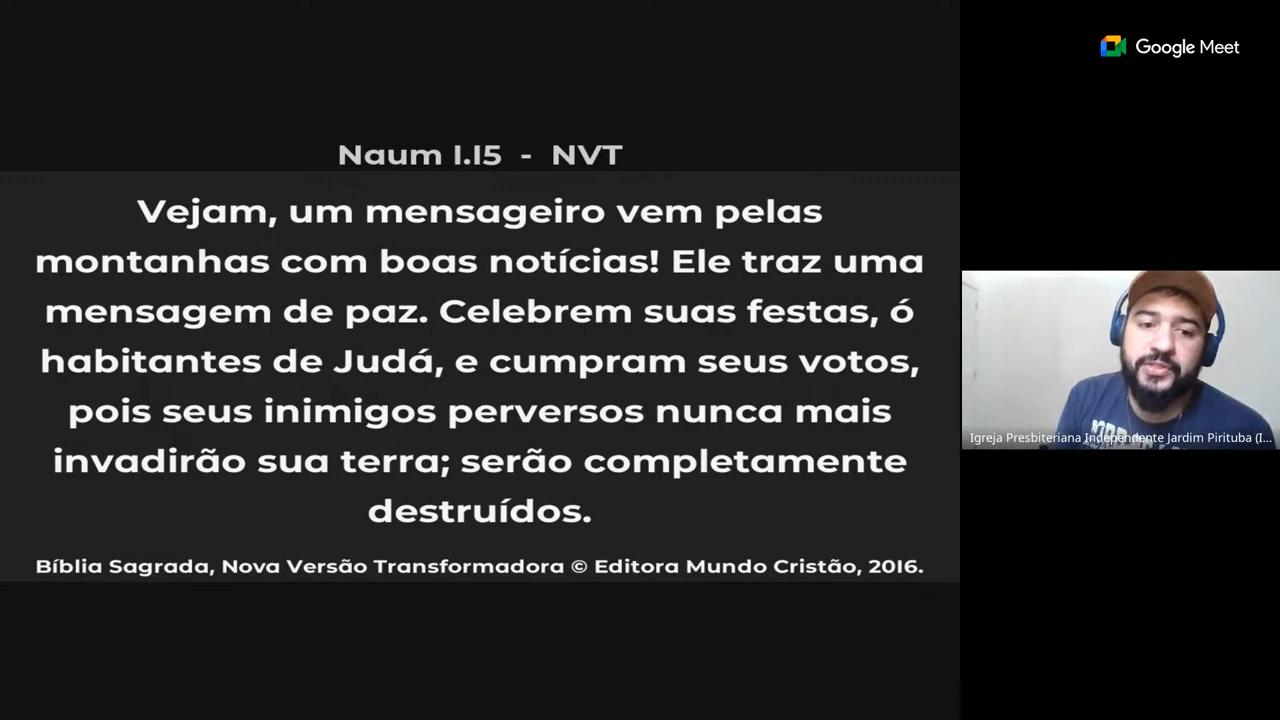 Google Meet
Naum 1.15 - NVT
Vejam, um mensageiro vem pelas
montanhas com boas notícias! Ele traz uma
mensagem de paz. Celebrem suas festas, ó
habitantes de Judá, e cumpram seus votos,
pois seus inimigos perversos nunca mais
invadirão sua terra; serão completamente
destruídos.
Bíblia Sagrada, Nova Versão Transformadora © Editora Mundo Cristão, 2016.
Igreja Presbiteriana Independente Jardim Pirituba (I...